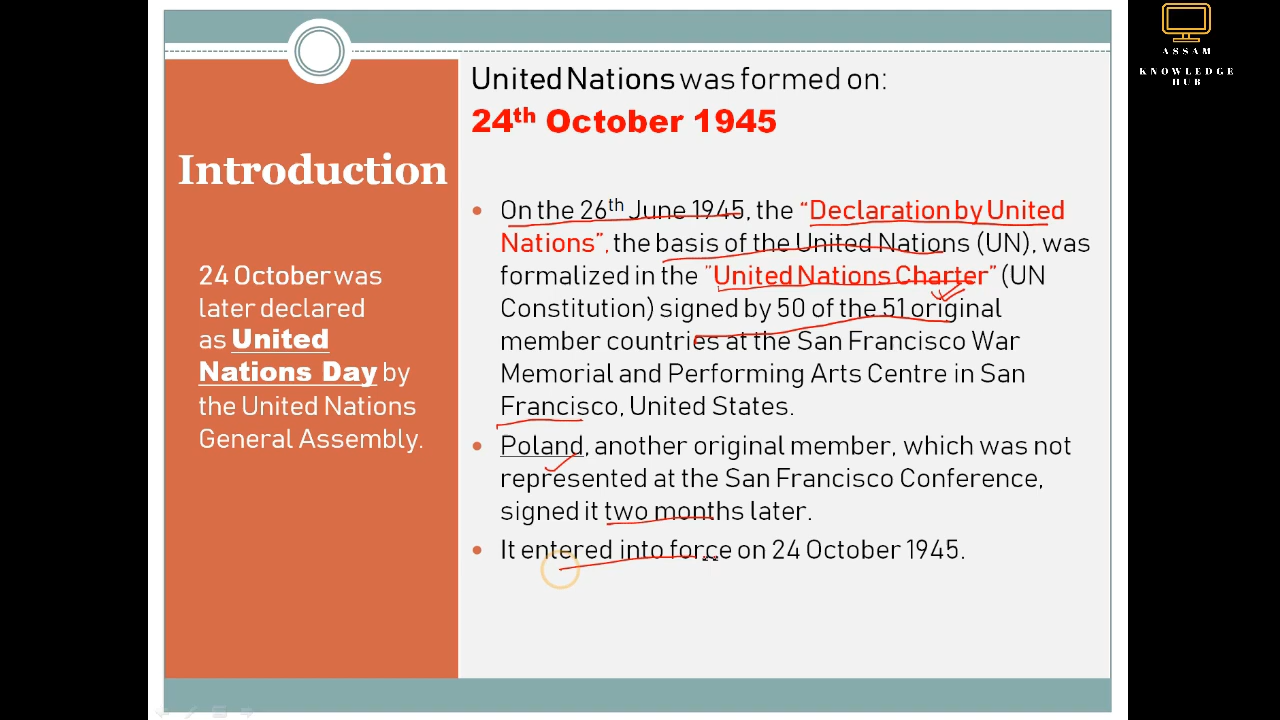 ASSAM
KNOWLEDGE
HUB
United Nations was formed on:
24th October 1945
Introduction
24 October was
later declared
as United
Nations Day by
the United Nations
General Assembly.
On the 26th June 1945, the “Declaration by United
Nations”, the basis of the United Nations (UN), was
formalized in the "United Nations Charter" (UN
Constitution) signed by 50 of the 51 original
member countries at the San Francisco War
Memorial and Performing Arts Centre in San
Francisco, United States.
Poland, another original member, which was not
represented at the San Francisco Conference,
signed it two months later.
It entered into force on 24 October 1945.